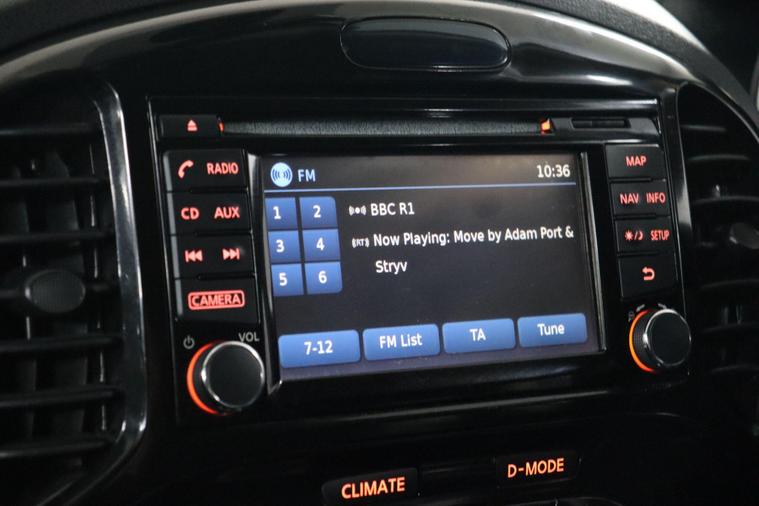 FM 10:36
RADIO
MAP
1 2 BBC R1
CD AUX
NAV INFO
3 4 (RT) Now Playing: Move by Adam Port &
Stryv
SETUP
5 6
CAMERA
VOL
7-12 FM List TA Tune
CLIMATE D-MODE